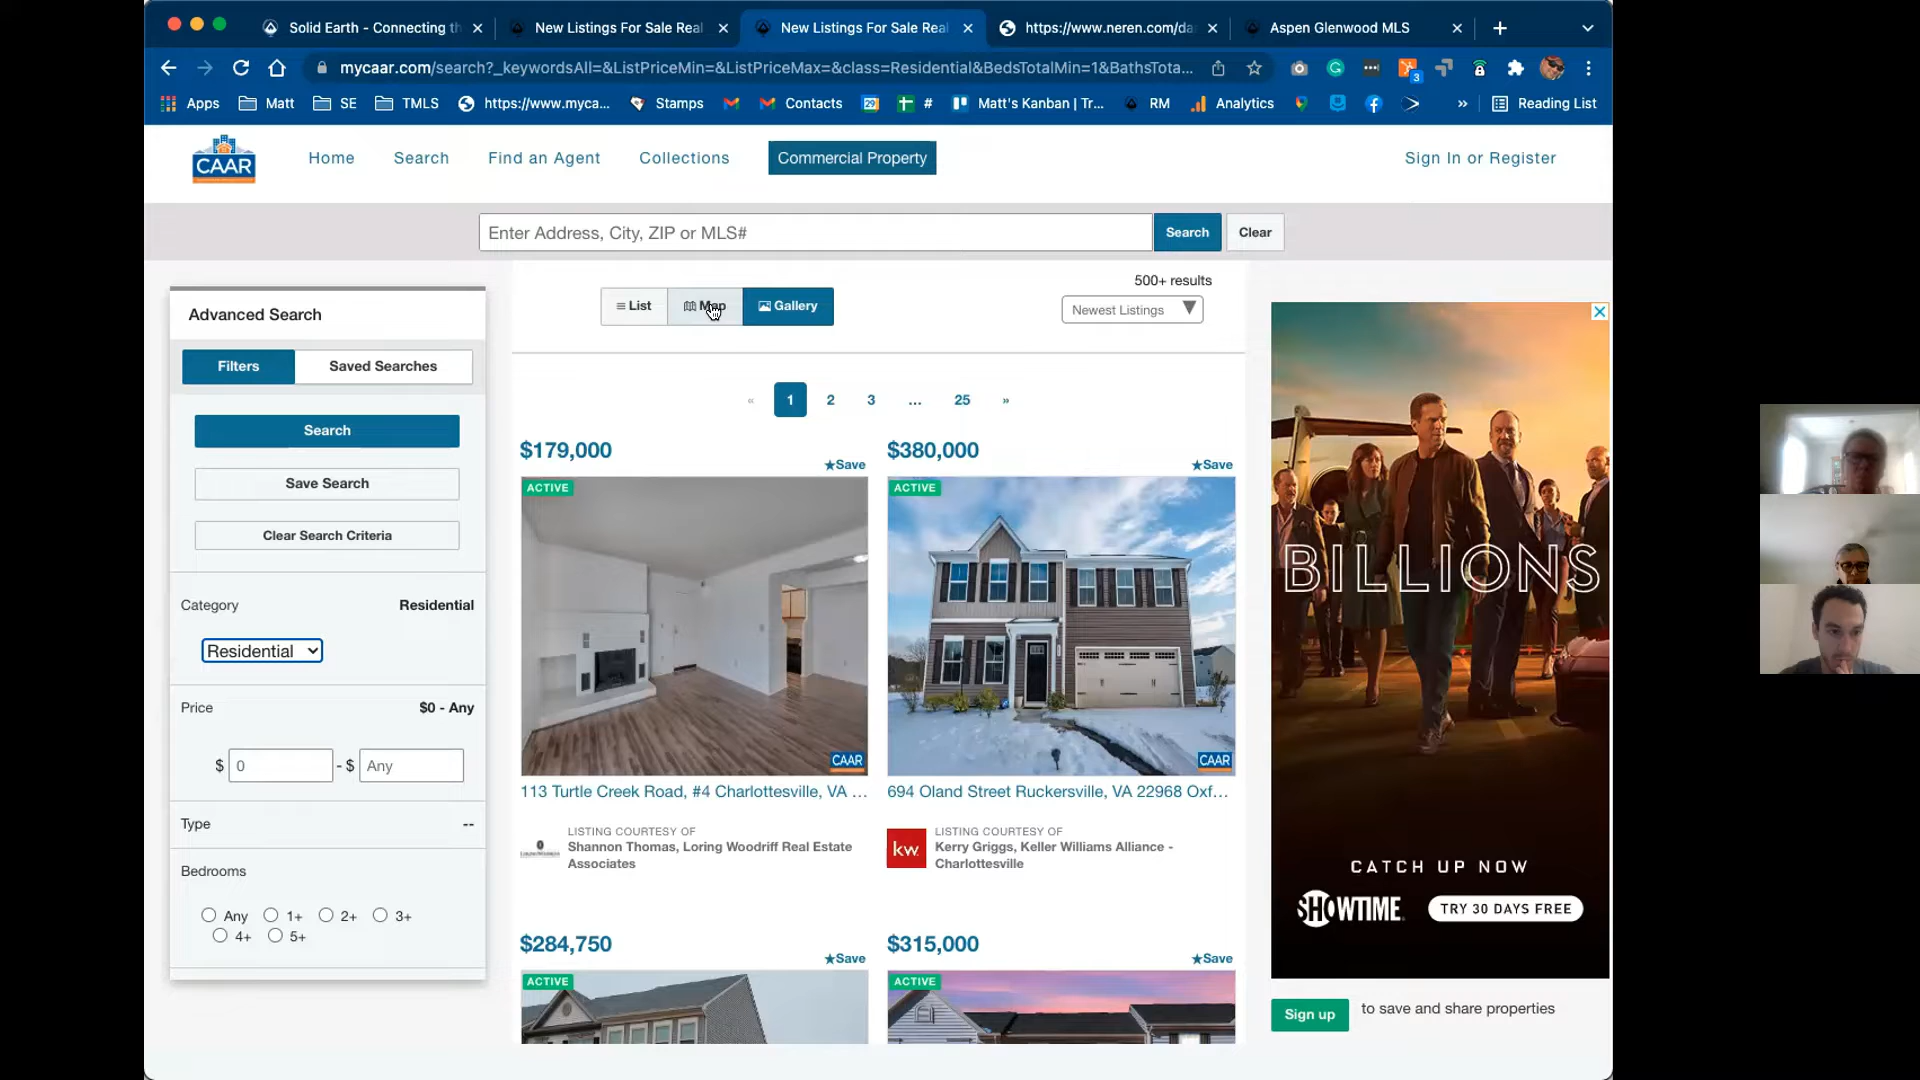 Solid Earth - Connecting th
New Listings For Sale Real
New Listings For Sale Real
https://www.neren.com/da
Aspen Glenwood MLS
mycaar.com/search?_keywordsAll=&ListPriceMin=&ListPriceMax=&class=Residential&BedsTotalMin=1&BathsTota...
3
Apps
Matt
SE
TMLS
https://www.myca...
Stamps
Contacts
#
Matt's Kanban | Tr...
RM
Analytics
»
Reading List
CAAR
Home
Search
Find an Agent
Collections
Commercial Property
Sign In or Register
Enter Address, City, ZIP or MLS#
Search
Clear
Advanced Search
Filters
Saved Searches
Search
Save Search
Clear Search Criteria
Category
Residential
Residential
Price
$0 - Any
$ 0 - $ Any
Type
--
Bedrooms
Any 1+ 2+ 3+
4+ 5+
List
Map
Gallery
500+ results
Newest Listings
« 1 2 3 ... 25 »
$179,000
★Save
ACTIVE
CAAR
113 Turtle Creek Road, #4 Charlottesville, VA ...
LISTING COURTESY OF
Shannon Thomas, Loring Woodriff Real Estate
Associates
$380,000
★Save
ACTIVE
CAAR
694 Oland Street Ruckersville, VA 22968 Oxf...
kw
LISTING COURTESY OF
Kerry Griggs, Keller Williams Alliance -
Charlottesville
$284,750
★Save
ACTIVE
$315,000
★Save
ACTIVE
BILLIONS
CATCH UP NOW
SHOWTIME
TRY 30 DAYS FREE
Sign up
to save and share properties